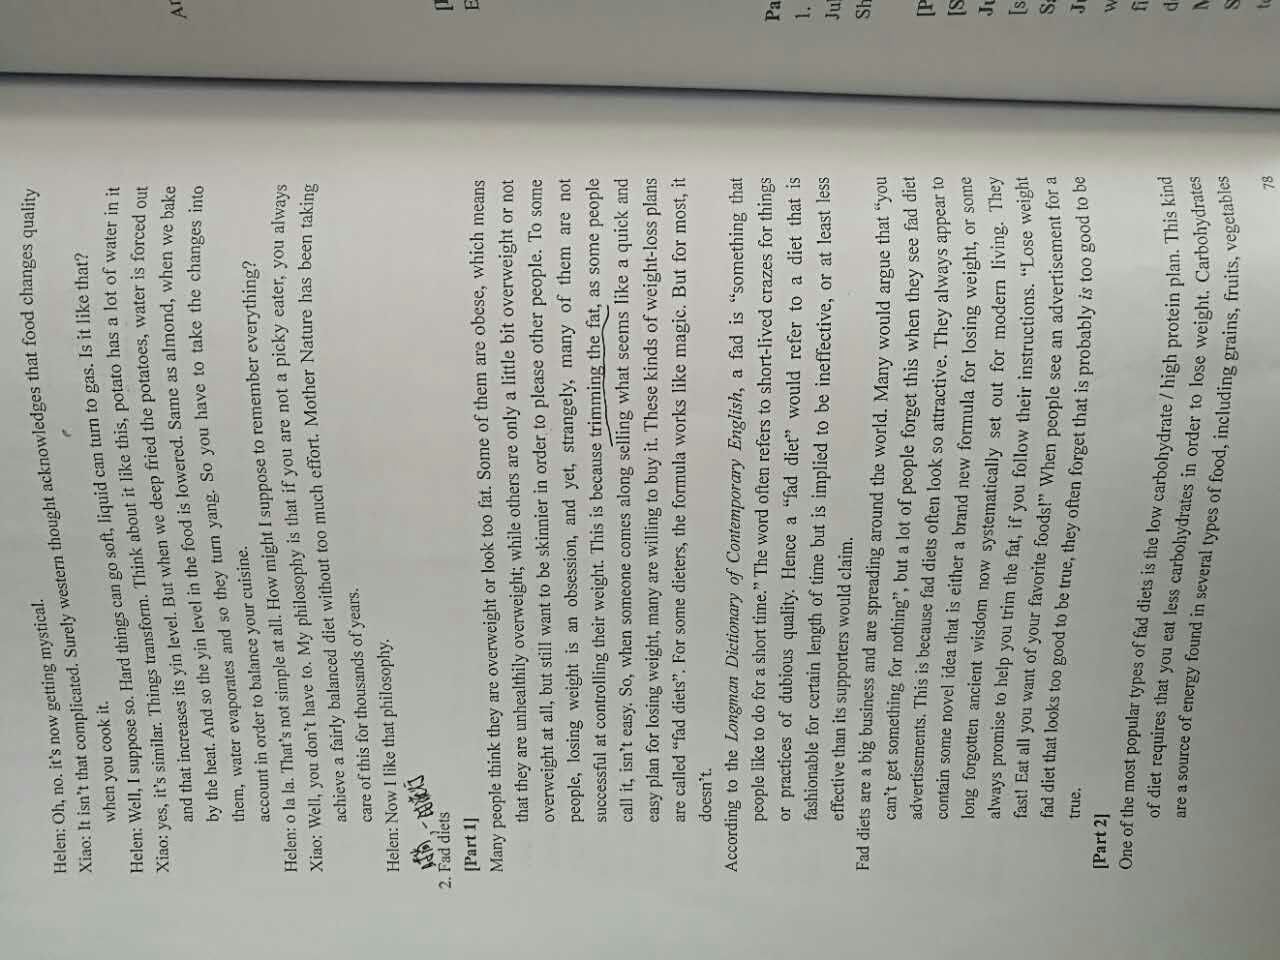 Helen: Oh, no. it's now getting mystical.
Xiao: It isn't that complicated. Surely western thought acknowledges that food changes quality
when you cook it.
Helen: Well, I suppose so. Hard things can go soft, liquid can turn to gas. Is it like that?
Xiao: yes, it's similar. Things transform. Think about it like this, potato has a lot of water in it
and that increases its yin level. But when we deep fried the potatoes, water is forced out
by the heat. And so the yin level in the food is lowered. Same as almond, when we bake
them, water evaporates and so they turn yang. So you have to take the changes into
account in order to balance your cuisine.
Helen: o la la. That's not simple at all. How might I suppose to remember everything?
Xiao: Well, you don't have to. My philosophy is that if you are not a picky eater, you always
achieve a fairly balanced diet without too much effort. Mother Nature has been taking
care of this for thousands of years.
Helen: Now I like that philosophy.
时尚，一时流行
2. Fad diets
[Part 1]
Many people think they are overweight or look too fat. Some of them are obese, which means
that they are unhealthily overweight; while others are only a little bit overweight or not
overweight at all, but still want to be skinnier in order to please other people. To some
people, losing weight is an obsession, and yet, strangely, many of them are not
successful at controlling their weight. This is because trimming the fat, as some people
call it, isn't easy. So, when someone comes along selling what seems like a quick and
easy plan for losing weight, many are willing to buy it. These kinds of weight-loss plans
are called "fad diets". For some dieters, the formula works like magic. But for most, it
doesn't.
According to the Longman Dictionary of Contemporary English, a fad is "something that
people like to do for a short time." The word often refers to short-lived crazes for things
or practices of dubious quality. Hence a "fad diet" would refer to a diet that is
fashionable for certain length of time but is implied to be ineffective, or at least less
effective than its supporters would claim.
Fad diets are a big business and are spreading around the world. Many would argue that "you
can't get something for nothing", but a lot of people forget this when they see fad diet
advertisements. This is because fad diets often look so attractive. They always appear to
contain some novel idea that is either a brand new formula for losing weight, or some
long forgotten ancient wisdom now systematically set out for modern living. They
always promise to help you trim the fat, if you follow their instructions. "Lose weight
fast! Eat all you want of your favorite foods!" When people see an advertisement for a
fad diet that looks too good to be true, they often forget that is probably is too good to be
true.
[Part 2]
One of the most popular types of fad diets is the low carbohydrate / high protein plan. This kind
of diet requires that you eat less carbohydrates in order to lose weight. Carbohydrates
are a source of energy found in several types of food, including grains, fruits, vegetables
78